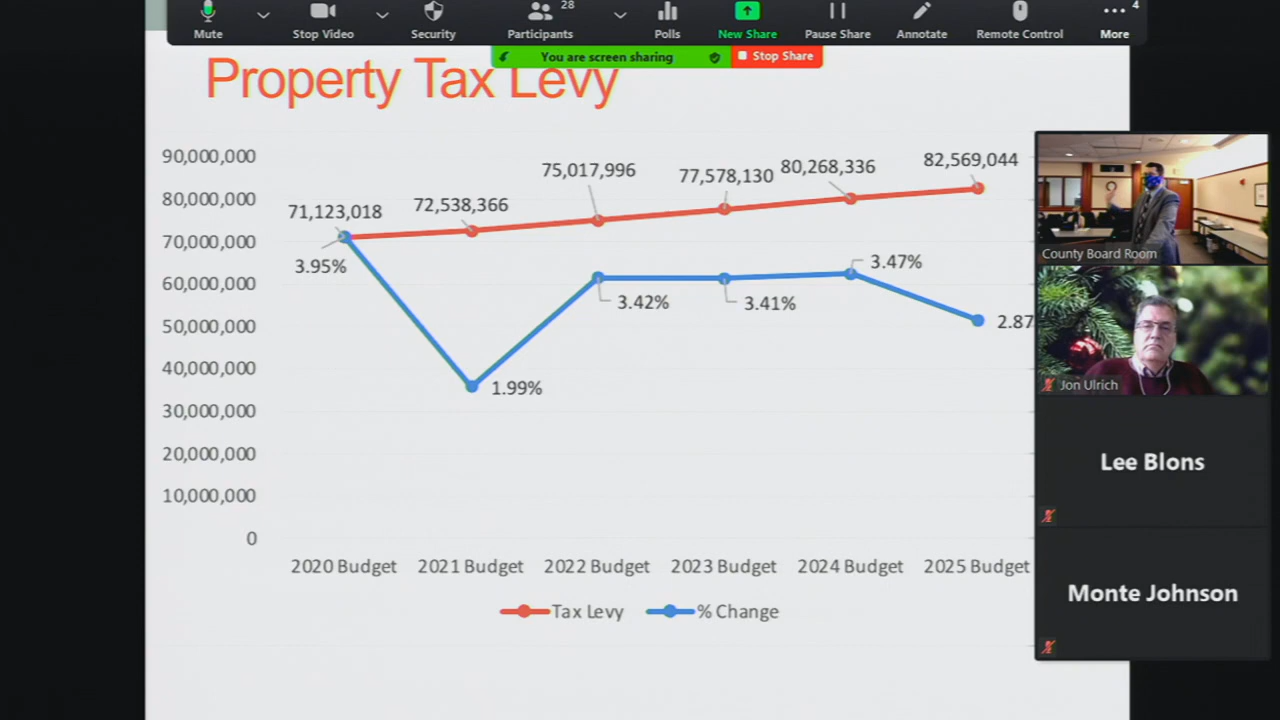 28
4
Mute
Stop Video
Security
Participants
Polls
New Share
Pause Share
Annotate
Remote Control
More
You are screen sharing
Stop Share
Property Tax Levy
90,000,000
80,000,000
70,000,000
60,000,000
50,000,000
40,000,000
30,000,000
20,000,000
10,000,000
0
71,123,018
72,538,366
75,017,996
77,578,130
80,268,336
82,569,044
3.95%
1.99%
3.42%
3.41%
3.47%
2.87
2020 Budget
2021 Budget
2022 Budget
2023 Budget
2024 Budget
2025 Budget
Tax Levy
% Change
County Board Room
Jon Ulrich
Lee Blons
Monte Johnson